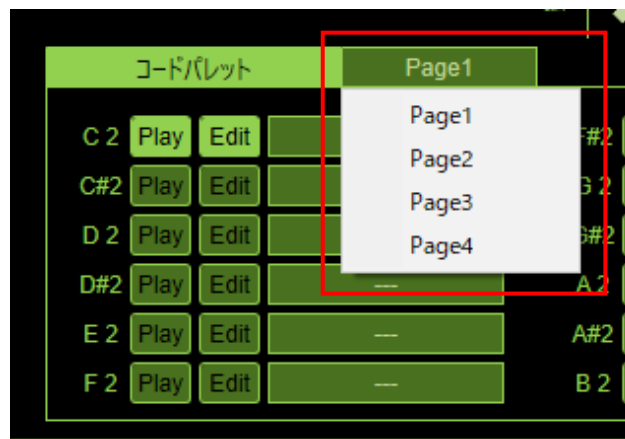 コードパレット Page1
C 2 Play Edit
C#2 Play Edit
D 2 Play Edit
D#2 Play Edit ---
E 2 Play Edit --- A#2
F 2 Play Edit --- B 2
Page1
Page2
Page3
Page4
F#2
G 2
G#2
A 2